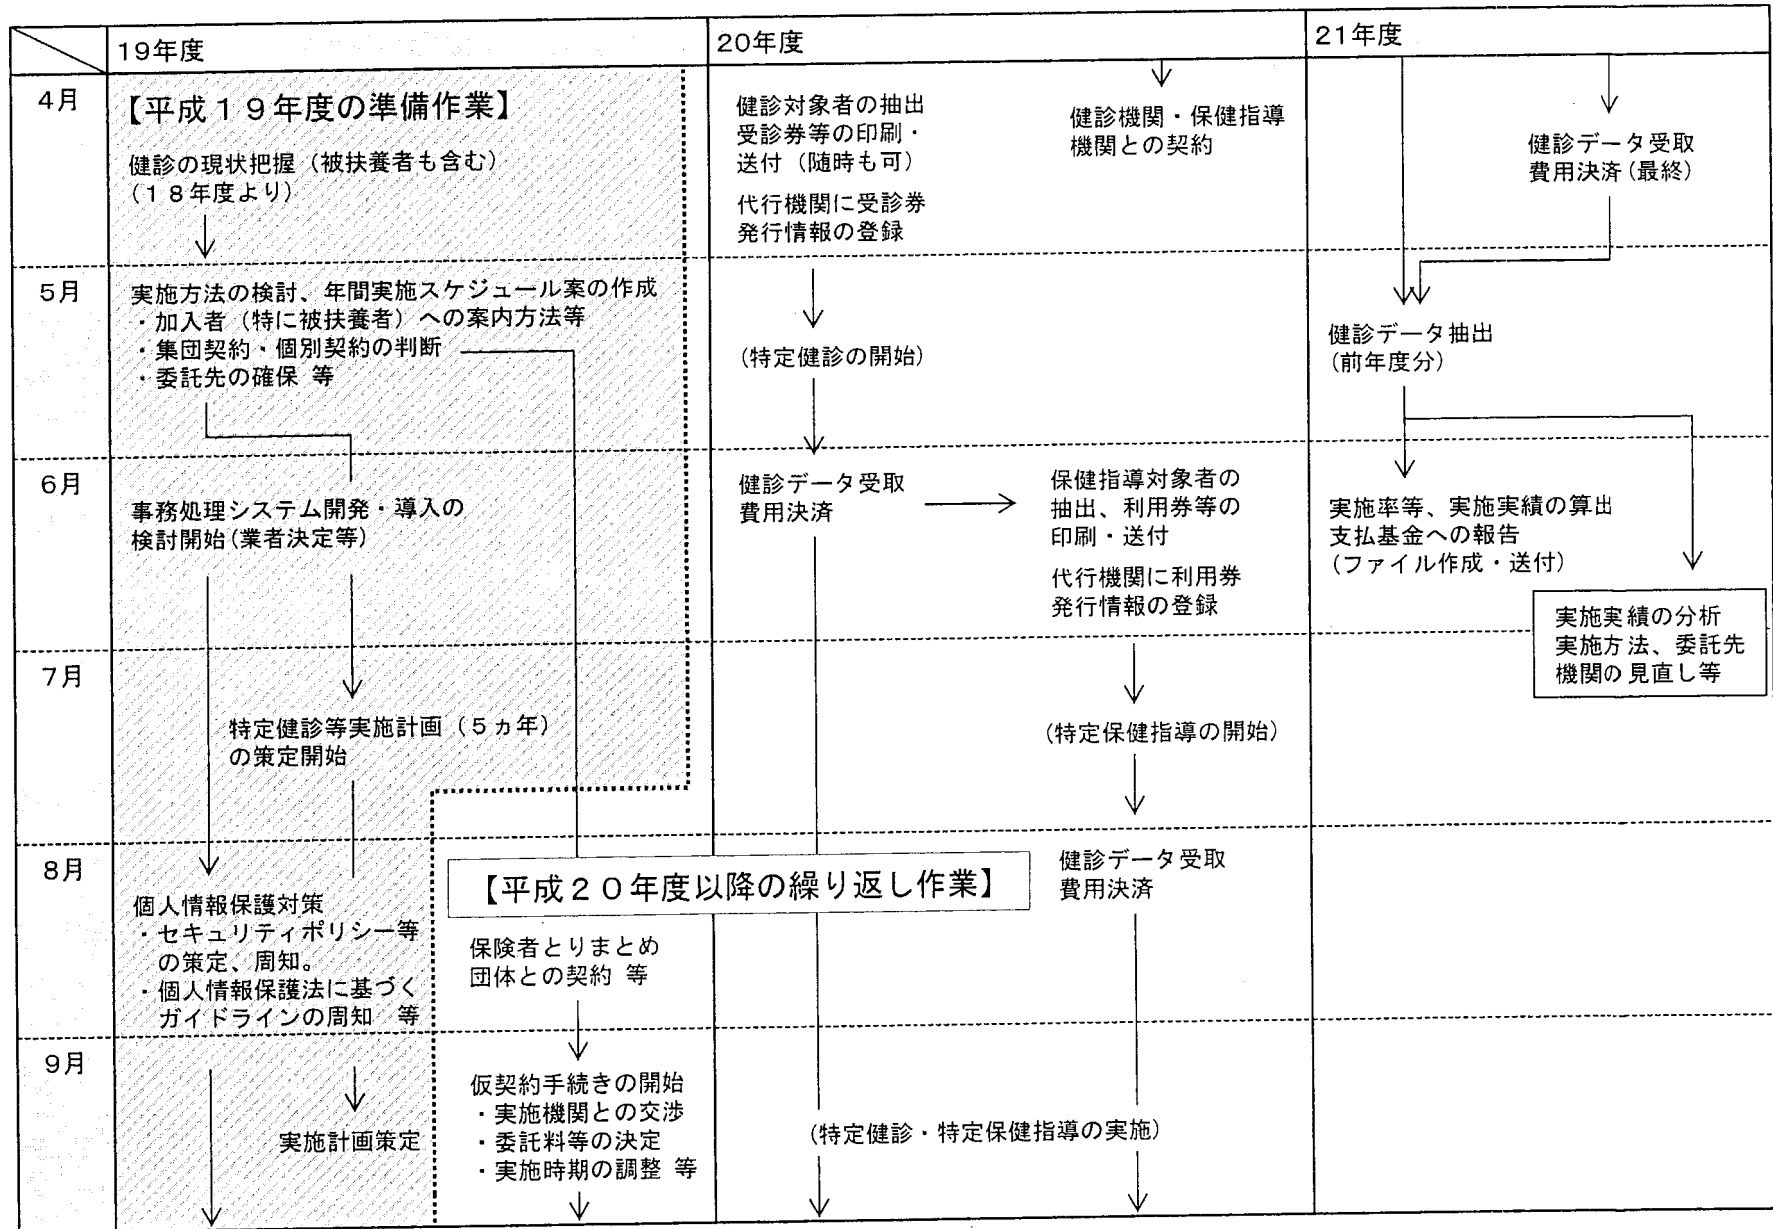 19年度
20年度
21年度
4月
【平成19年度の準備作業】
健診の現状把握（被扶養者も含む）
（18年度より）
健診対象者の抽出
受診券等の印刷・
送付（随時も可）
代行機関に受診券
発行情報の登録
健診機関・保健指導
機関との契約
健診データ受取
費用決済（最終）
5月
実施方法の検討、年間実施スケジュール案の作成
・加入者（特に被扶養者）への案内方法等
・集団契約・個別契約の判断
・委託先の確保 等
（特定健診の開始）
健診データ抽出
（前年度分）
6月
事務処理システム開発・導入の
検討開始（業者決定等）
健診データ受取
費用決済
保健指導対象者の
抽出、利用券等の
印刷・送付
代行機関に利用券
発行情報の登録
実施率等、実施実績の算出
支払基金への報告
（ファイル作成・送付）
実施実績の分析
実施方法、委託先
機関の見直し等
7月
特定健診等実施計画（5ヵ年）
の策定開始
（特定保健指導の開始）
8月
個人情報保護対策
・セキュリティポリシー等
の策定、周知。
・個人情報保護法に基づく
ガイドラインの周知 等
【平成20年度以降の繰り返し作業】
保険者とりまとめ
団体との契約 等
健診データ受取
費用決済
9月
実施計画策定
仮契約手続きの開始
・実施機関との交渉
・委託料等の決定
・実施時期の調整 等
（特定健診・特定保健指導の実施）